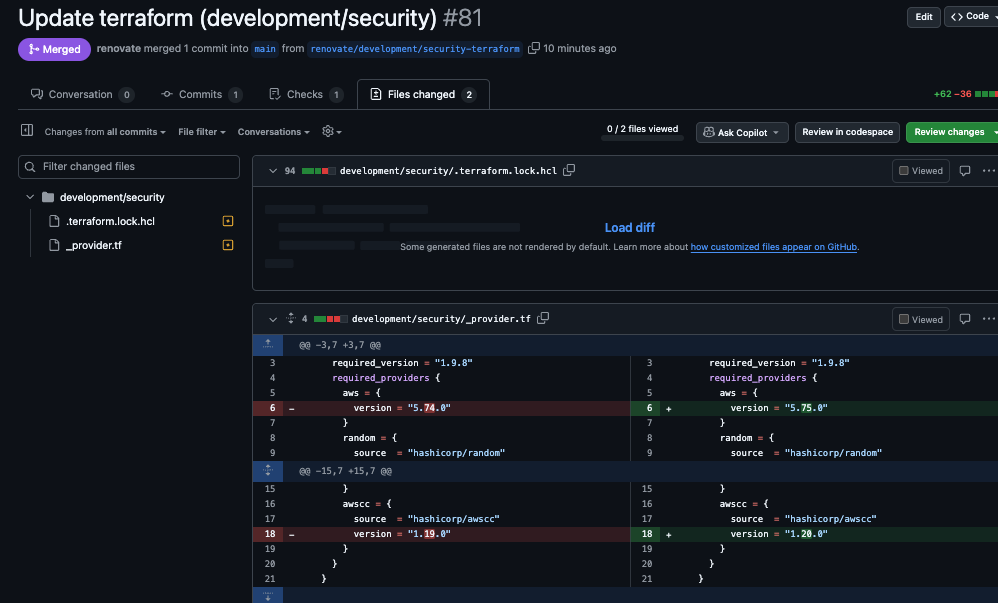 Update terraform (development/security) #81
Edit
<> Code
Merged
renovate merged 1 commit into main from renovate/development/security-terraform 10 minutes ago
Conversation 0
Commits 1
Checks 1
Files changed 2
+62 −36
Changes from all commits
File filter
Conversations
0 / 2 files viewed
Ask Copilot
Review in codespace
Review changes
Filter changed files
development/security
.terraform.lock.hcl
_provider.tf
94 development/security/.terraform.lock.hcl
Viewed
Load diff
Some generated files are not rendered by default. Learn more about how customized files appear on GitHub.
4 development/security/_provider.tf
Viewed
@@ -3,7 +3,7 @@
3 required_version = "1.9.8" 3 required_version = "1.9.8"
4 required_providers { 4 required_providers {
5 aws = { 5 aws = {
6 - version = "5.74.0" 6 + version = "5.75.0"
7 } 7 }
8 random = { 8 random = {
9 source = "hashicorp/random" 9 source = "hashicorp/random"
@@ -15,7 +15,7 @@
15 } 15 }
16 awscc = { 16 awscc = {
17 source = "hashicorp/awscc" 17 source = "hashicorp/awscc"
18 - version = "1.19.0" 18 + version = "1.20.0"
19 } 19 }
20 } 20 }
21 } 21 }